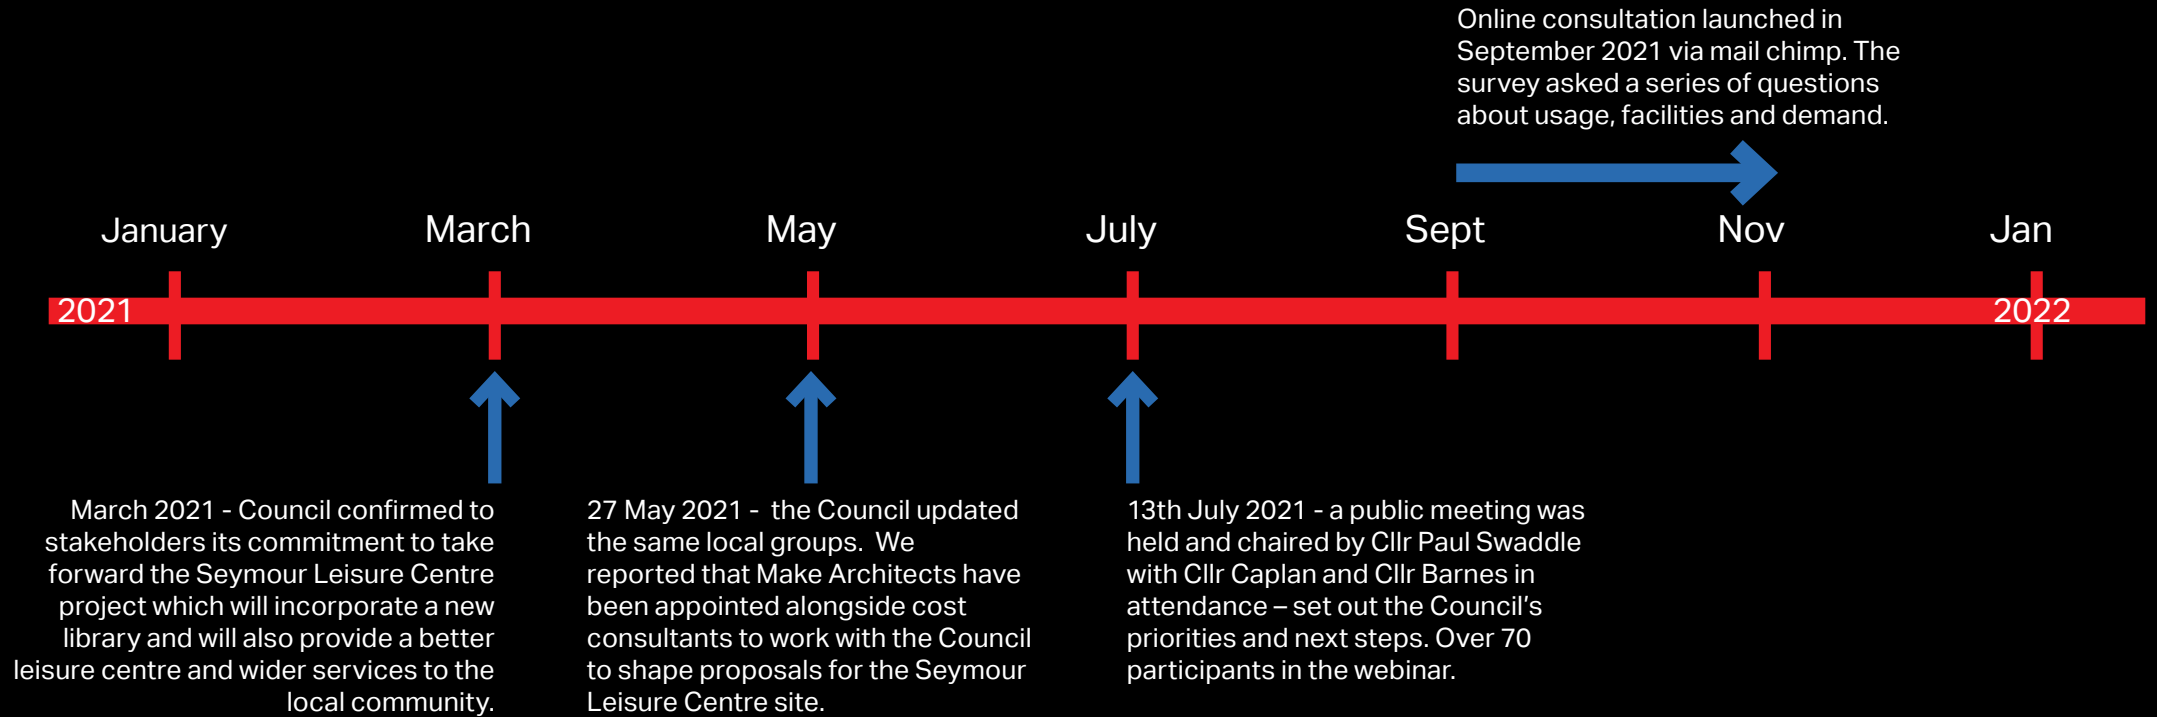 Online consultation launched in
September 2021 via mail chimp. The
survey asked a series of questions
about usage, facilities and demand.
January
March
May
July
Sept
Nov
Jan
2021
2022
March 2021 - Council confirmed to
stakeholders its commitment to take
forward the Seymour Leisure Centre
project which will incorporate a new
library and will also provide a better
leisure centre and wider services to the
local community.
27 May 2021 -  the Council updated
the same local groups.  We
reported that Make Architects have
been appointed alongside cost
consultants to work with the Council
to shape proposals for the Seymour
Leisure Centre site.
13th July 2021 - a public meeting was
held and chaired by Cllr Paul Swaddle
with Cllr Caplan and Cllr Barnes in
attendance – set out the Council's
priorities and next steps. Over 70
participants in the webinar.